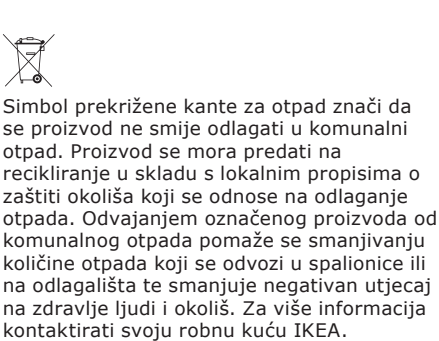 Simbol prekrižene kante za otpad znači da
se proizvod ne smije odlagati u komunalni
otpad. Proizvod se mora predati na
recikliranje u skladu s lokalnim propisima o
zaštiti okoliša koji se odnose na odlaganje
otpada. Odvajanjem označenog proizvoda od
komunalnog otpada pomaže se smanjivanju
količine otpada koji se odvozi u spalionice ili
na odlagališta te smanjuje negativan utjecaj
na zdravlje ljudi i okoliš. Za više informacija
kontaktirati svoju robnu kuću IKEA.